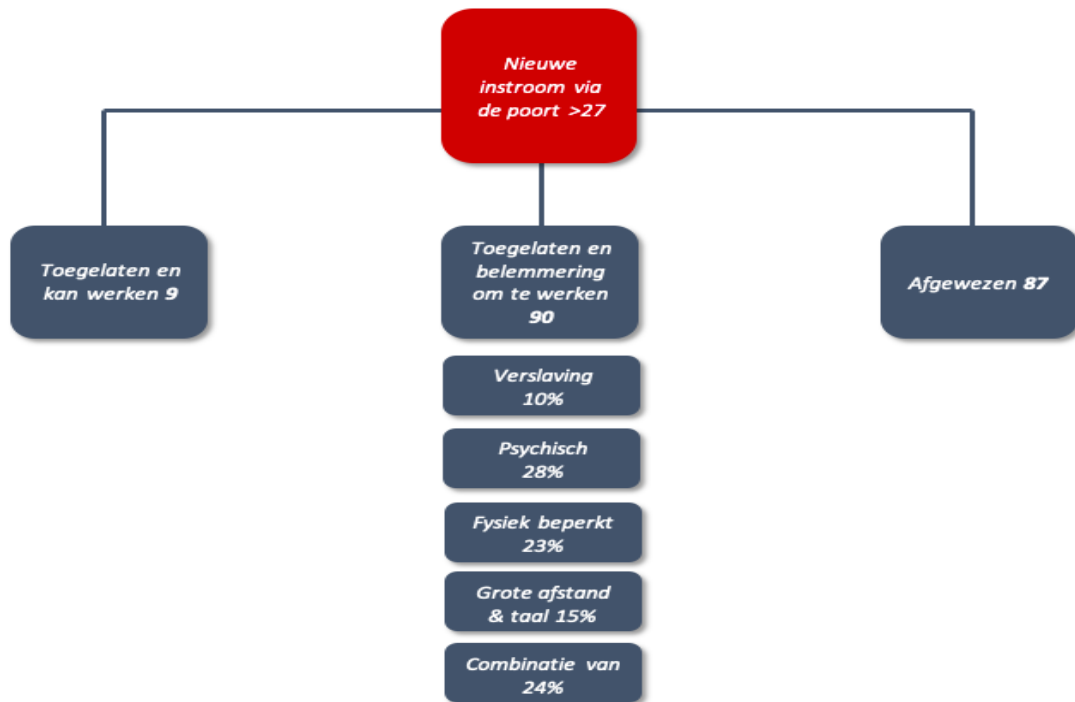 Nieuwe
instroom via
de poort >27
Toegelaten en
kan werken 9
Toegelaten en
belemmering
om te werken
90
Afgewezen 87
Verslaving
10%
Psychisch
28%
Fysiek beperkt
23%
Grote afstand
& taal 15%
Combinatie van
24%